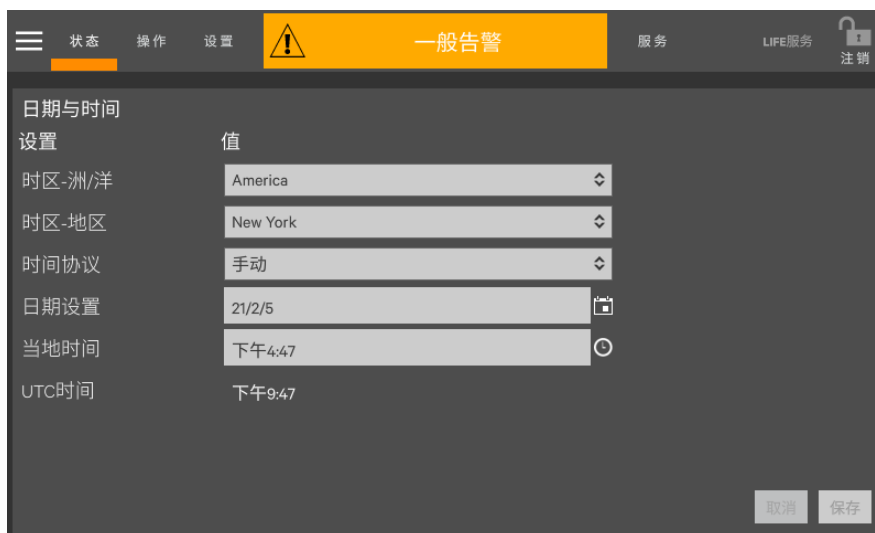 状态 操作 设置 一般告警 服务 LIFE服务 注销
日期与时间
设置 值
时区-洲/洋 America
时区-地区 New York
时间协议 手动
日期设置 21/2/5
当地时间 下午4:47
UTC时间 下午9:47
取消 保存